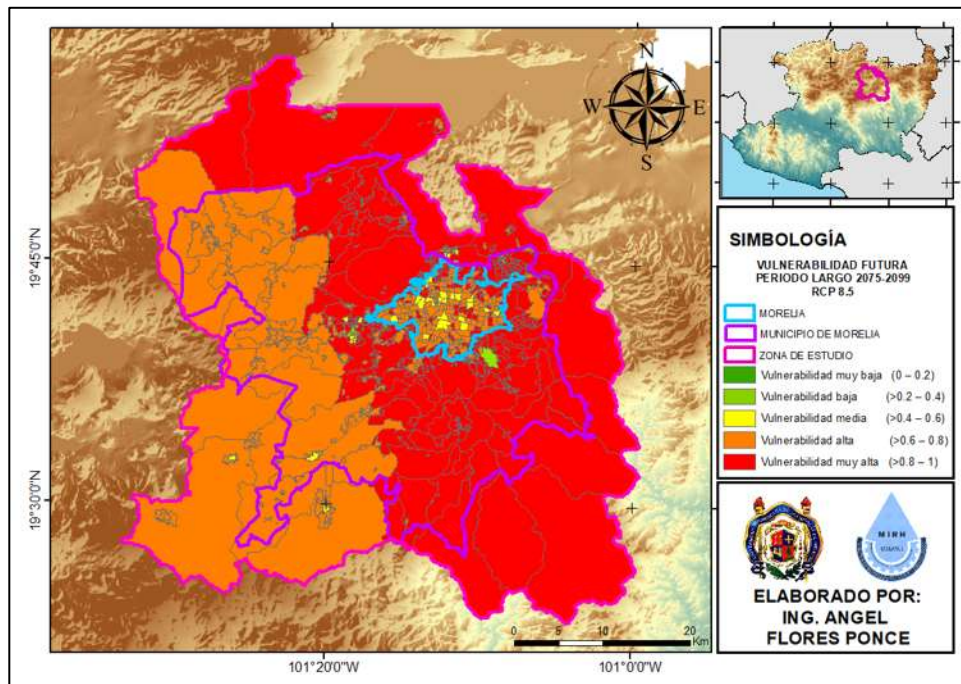 N
W
E
S
19°45'0"N
19°30'0"N
101°20'0"W
101°0'0"W
0
5
10
20
Km
SIMBOLOGÍA
VULNERABILIDAD FUTURA
PERIODO LARGO 2075-2099
RCP 8.5
MORELIA
MUNICIPIO DE MORELIA
ZONA DE ESTUDIO
Vulnerabilidad muy baja (0 – 0.2)
Vulnerabilidad baja (>0.2 – 0.4)
Vulnerabilidad media (>0.4 – 0.6)
Vulnerabilidad alta (>0.6 – 0.8)
Vulnerabilidad muy alta (>0.8 – 1)
MIRH
ELABORADO POR:
ING. ANGEL
FLORES PONCE